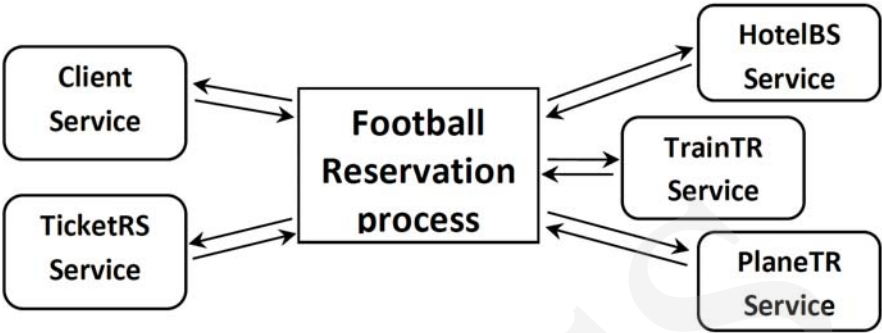 Client
Service
TicketRS
Service
Football
Reservation
process
HotelBS
Service
TrainTR
Service
PlaneTR
Service